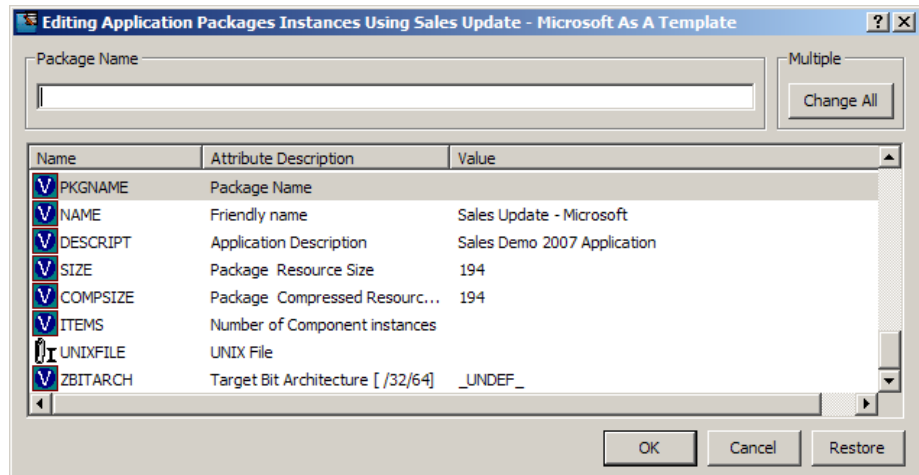 Editing Application Packages Instances Using Sales Update - Microsoft As A Template
Package Name
Multiple
Change All
Name Attribute Description Value
PKGNAME Package Name
NAME Friendly name Sales Update - Microsoft
DESCRIPT Application Description Sales Demo 2007 Application
SIZE Package Resource Size 194
COMPSIZE Package Compressed Resourc... 194
ITEMS Number of Component instances
UNIXFILE UNIX File
ZBITARCH Target Bit Architecture [ /32/64] _UNDEF_
OK Cancel Restore